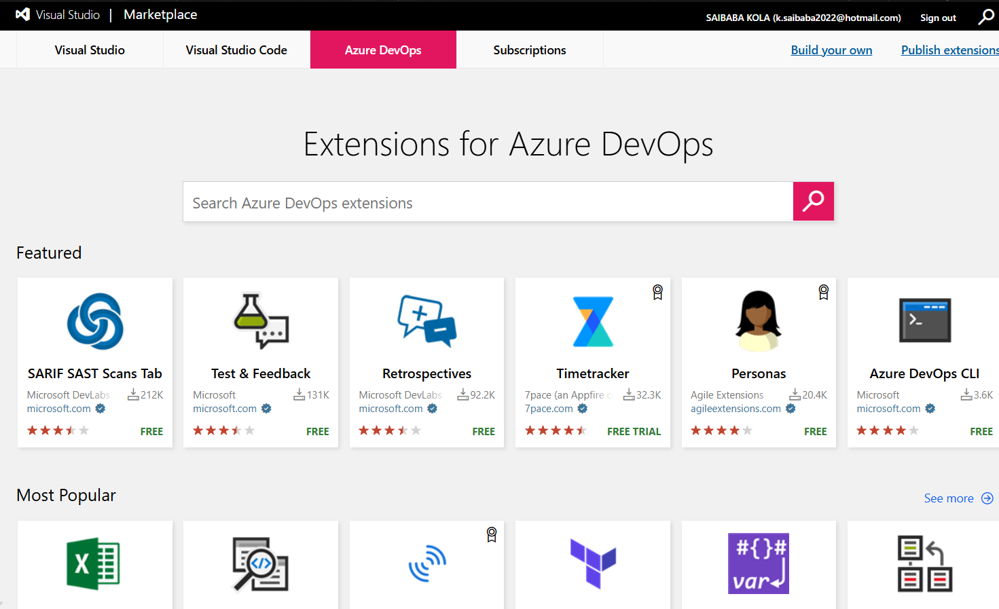 Visual Studio | Marketplace
SAIBABA KOLA (k.saibaba2022@hotmail.com) Sign out
Visual Studio Visual Studio Code Azure DevOps Subscriptions Build your own Publish extensions
Extensions for Azure DevOps
Search Azure DevOps extensions
Featured
SARIF SAST Scans Tab
Microsoft DevLabs 212K
microsoft.com
FREE
Test & Feedback
Microsoft 131K
microsoft.com
FREE
Retrospectives
Microsoft DevLabs 92.2K
microsoft.com
FREE
Timetracker
7pace (an Appfire c 32.3K
7pace.com
FREE TRIAL
Personas
Agile Extensions 20.4K
agileextensions.com
FREE
Azure DevOps CLI
Microsoft 3.6K
microsoft.com
FREE
Most Popular
See more
X
#{}#
var